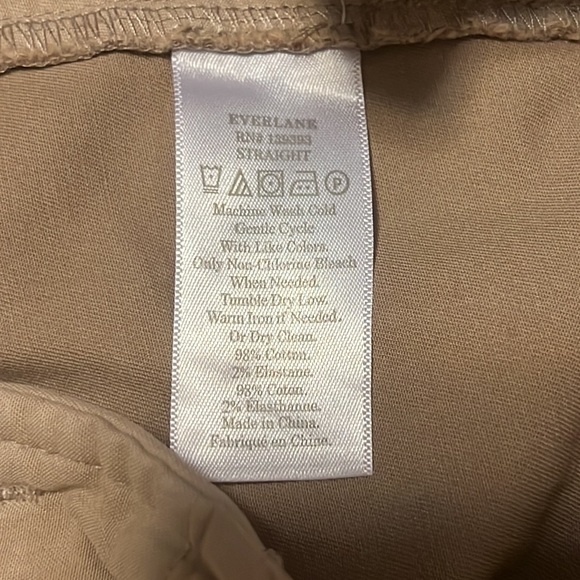 EVERLANE
RN# 139393
STRAIGHT
P
Machine Wash Cold
Gentle Cycle
With Like Colors.
Only Non-Chlorine Bleach
When Needed.
Tumble Dry Low.
Warm Iron if Needed.
Or Dry Clean.
98% Cotton.
2% Elastane.
98% Coton.
2% Elasthanne.
Made in China.
Fabrique en Chine.